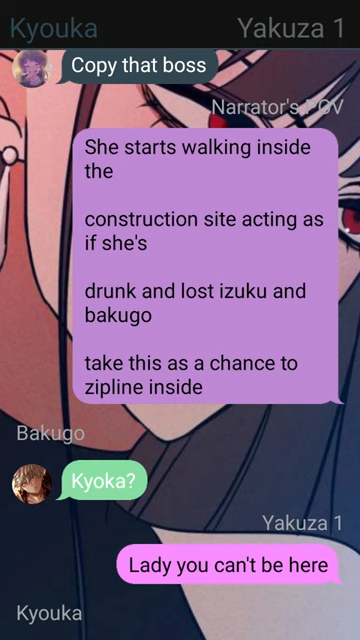 Kyouka
Yakuza 1
Copy that boss
Narrator's POV
She starts walking inside
the
construction site acting as
if she's
drunk and lost izuku and
bakugo
take this as a chance to
zipline inside
Bakugo
Kyoka?
Yakuza 1
Lady you can't be here
Kyouka